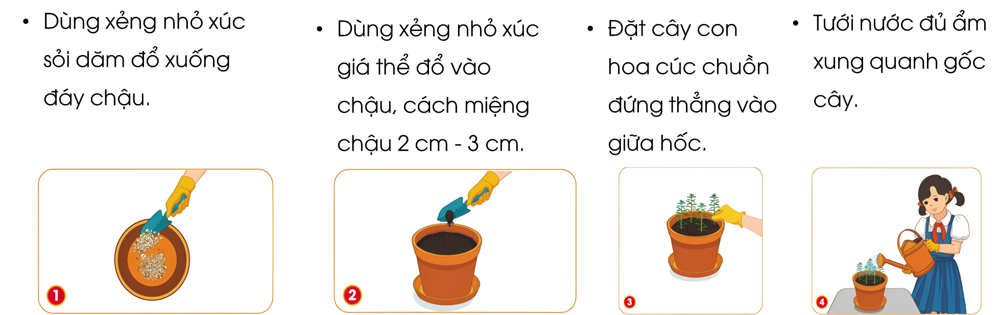 • Dùng xẻng nhỏ xúc
sỏi dăm đổ xuống
đáy chậu.
• Dùng xẻng nhỏ xúc
giá thể đổ vào
chậu, cách miệng
chậu 2 cm - 3 cm.
• Đặt cây con
hoa cúc chuồn
đứng thẳng vào
giữa hốc.
• Tưới nước đủ ẩm
xung quanh gốc
cây.
1
2
3
4